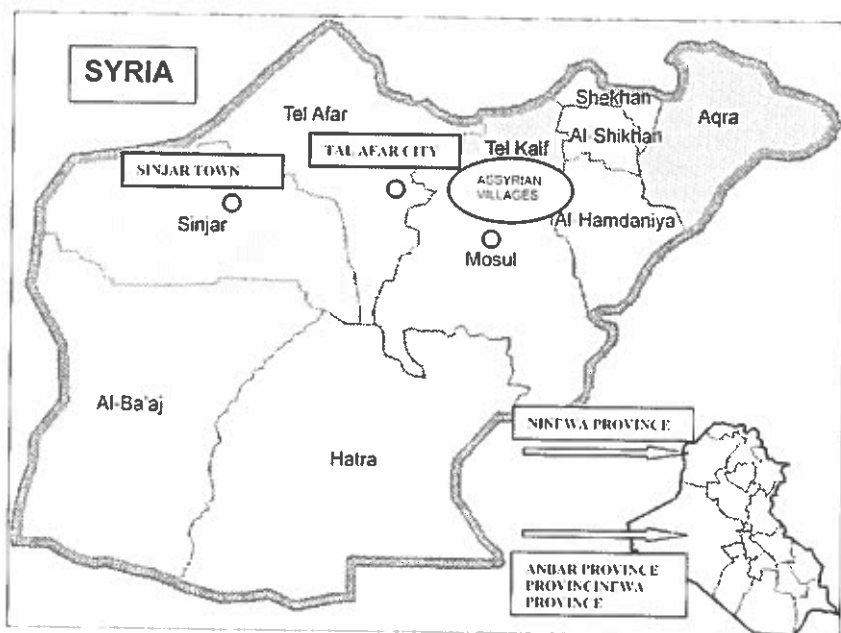 SYRIA
Tel Afar
Shekhan
Al-Shikhan
Aqra
SINJAR TOWN
TAL AFAR CITY
Tel Kaif
ASSYRIAN
VILLAGES
Sinjar
Al-Hamdaniya
Mosul
Al-Ba'aj
Hatra
NINEWA PROVINCE
ANBAR PROVINCE
PROVINCINEWA
PROVINCE